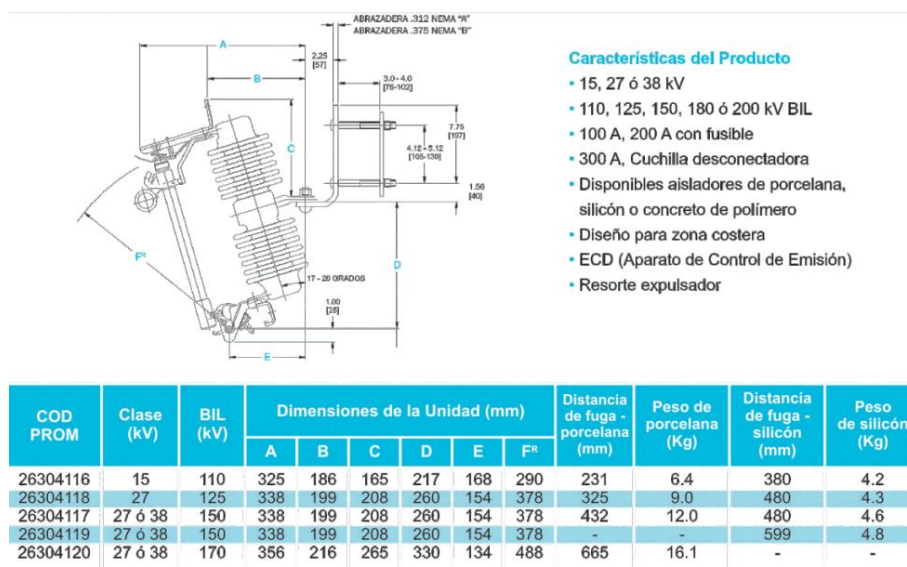 ABRAZADERA .312 NEMA "A"
ABRAZADERA .375 NEMA "B"
A
2.25
[57]
B
3.0-4.0
[76-102]
C
7.75
[197]
4.12 - 5.12
[105-130]
1.56
[40]
Fᴿ
D
17 - 20 GRADOS
1.00
[25]
E
Características del Producto
• 15, 27 ó 38 kV
• 110, 125, 150, 180 ó 200 kV BIL
• 100 A, 200 A con fusible
• 300 A, Cuchilla desconectadora
• Disponibles aisladores de porcelana,
silicón o concreto de polímero
• Diseño para zona costera
• ECD (Aparato de Control de Emisión)
• Resorte expulsador
COD PROM Clase (kV) BIL (kV) Dimensiones de la Unidad (mm) Distancia de fuga - porcelana (mm) Peso de porcelana (Kg) Distancia de fuga - silicón (mm) Peso de silicón (Kg)
A B C D E Fᴿ
26304116 15 110 325 186 165 217 168 290 231 6.4 380 4.2
26304118 27 125 338 199 208 260 154 378 325 9.0 480 4.3
26304117 27 ó 38 150 338 199 208 260 154 378 432 12.0 480 4.6
26304119 27 ó 38 150 338 199 208 260 154 378 - - 599 4.8
26304120 27 ó 38 170 356 216 265 330 134 488 665 16.1 - -